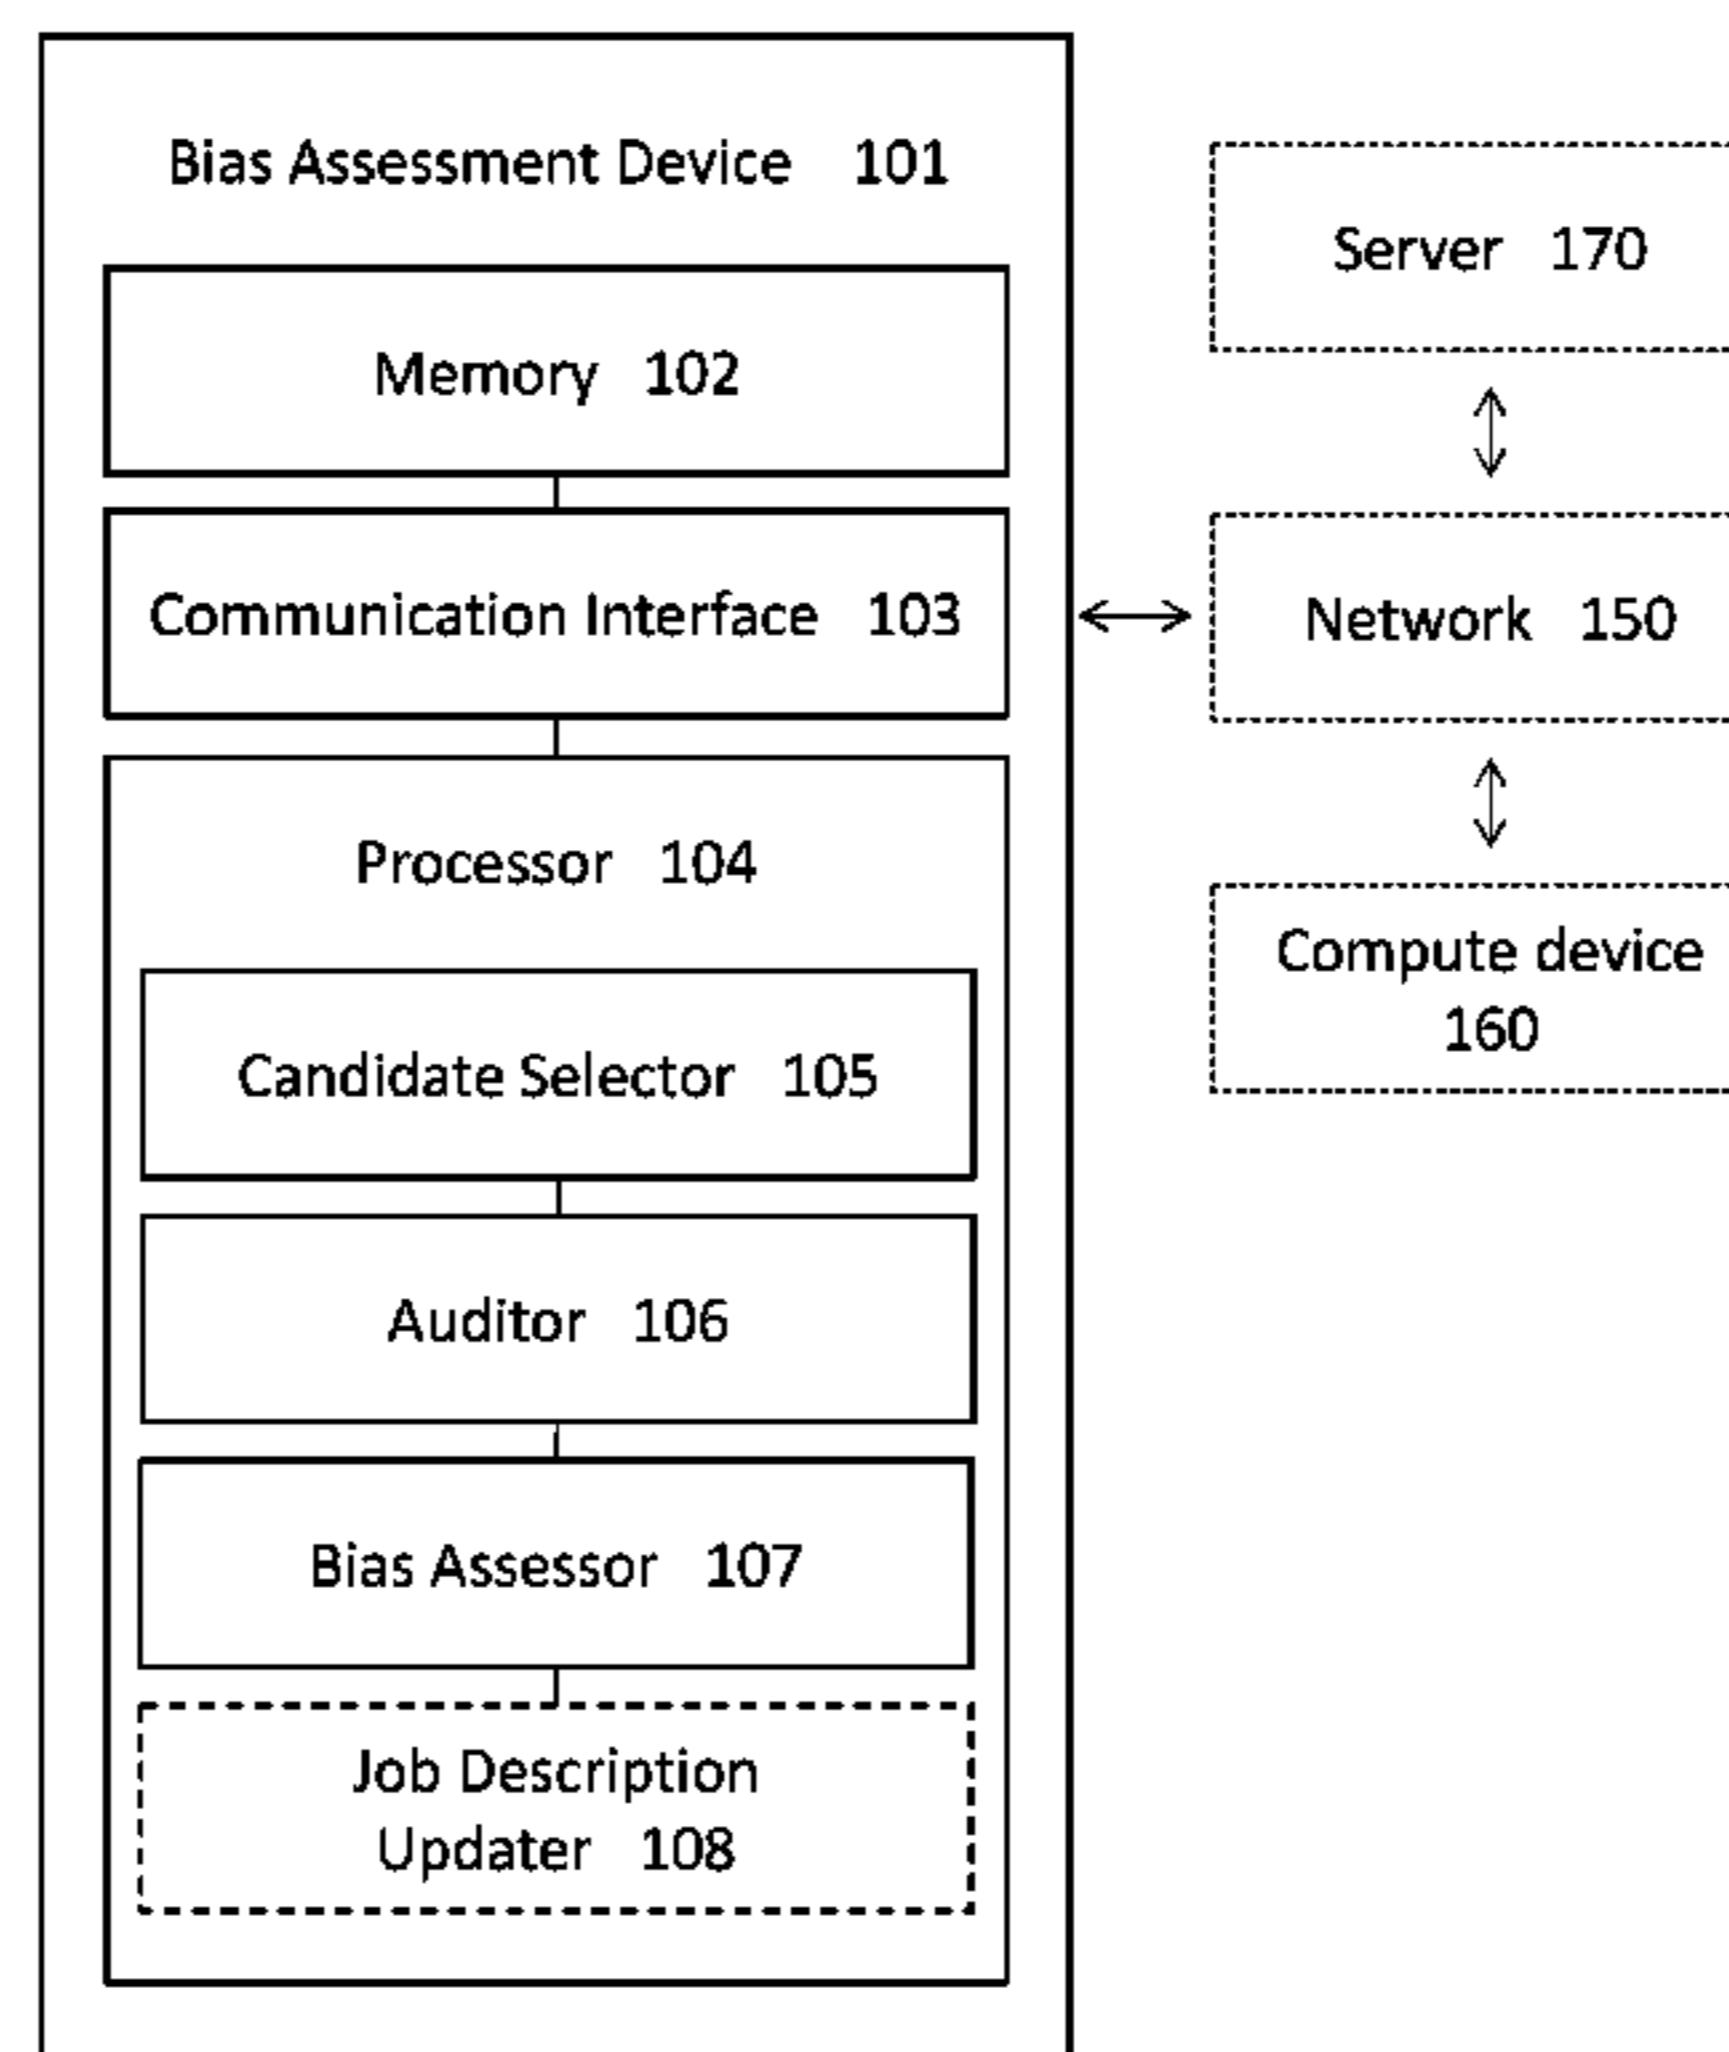 Bias Assessment Device 101
Memory 102
Communication Interface 103
Processor 104
Candidate Selector 105
Auditor 106
Bias Assessor 107
Job Description
Updater 108
Server 170
Network 150
Compute device
160